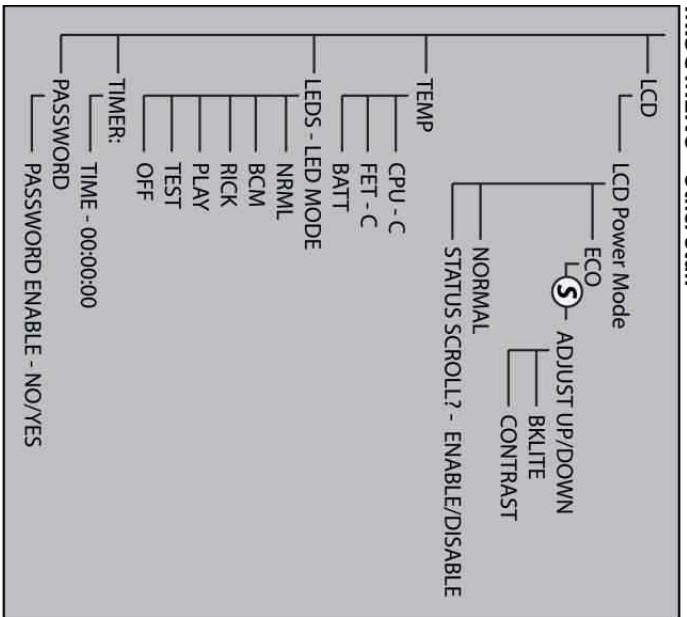 LCD
LCD Power Mode
ECO
S
ADJUST UP/DOWN
BKLITE
CONTRAST
NORMAL
STATUS SCROLL? - ENABLE/DISABLE
TEMP
CPU - C
FET - C
BATT
LEDS - LED MODE
NRML
BCM
RICK
PLAY
TEST
OFF
TIMER:
TIME - 00:00:00
PASSWORD
PASSWORD ENABLE - NO/YES